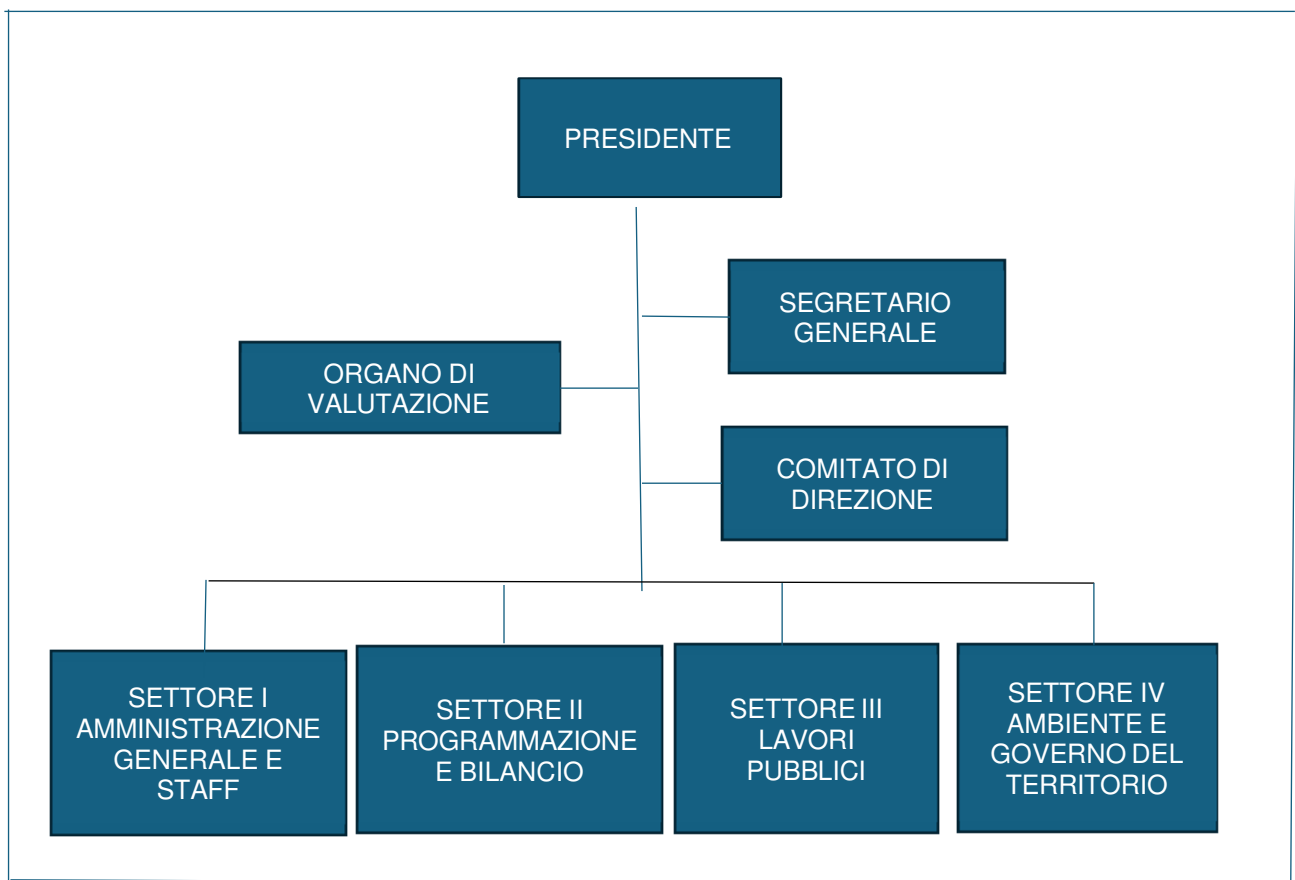 PRESIDENTE
SEGRETARIO
GENERALE
ORGANO DI
VALUTAZIONE
COMITATO DI
DIREZIONE
SETTORE I
AMMINISTRAZIONE
GENERALE E
STAFF
SETTORE II
PROGRAMMAZIONE
E BILANCIO
SETTORE III
LAVORI
PUBBLICI
SETTORE IV
AMBIENTE E
GOVERNO DEL
TERRITORIO